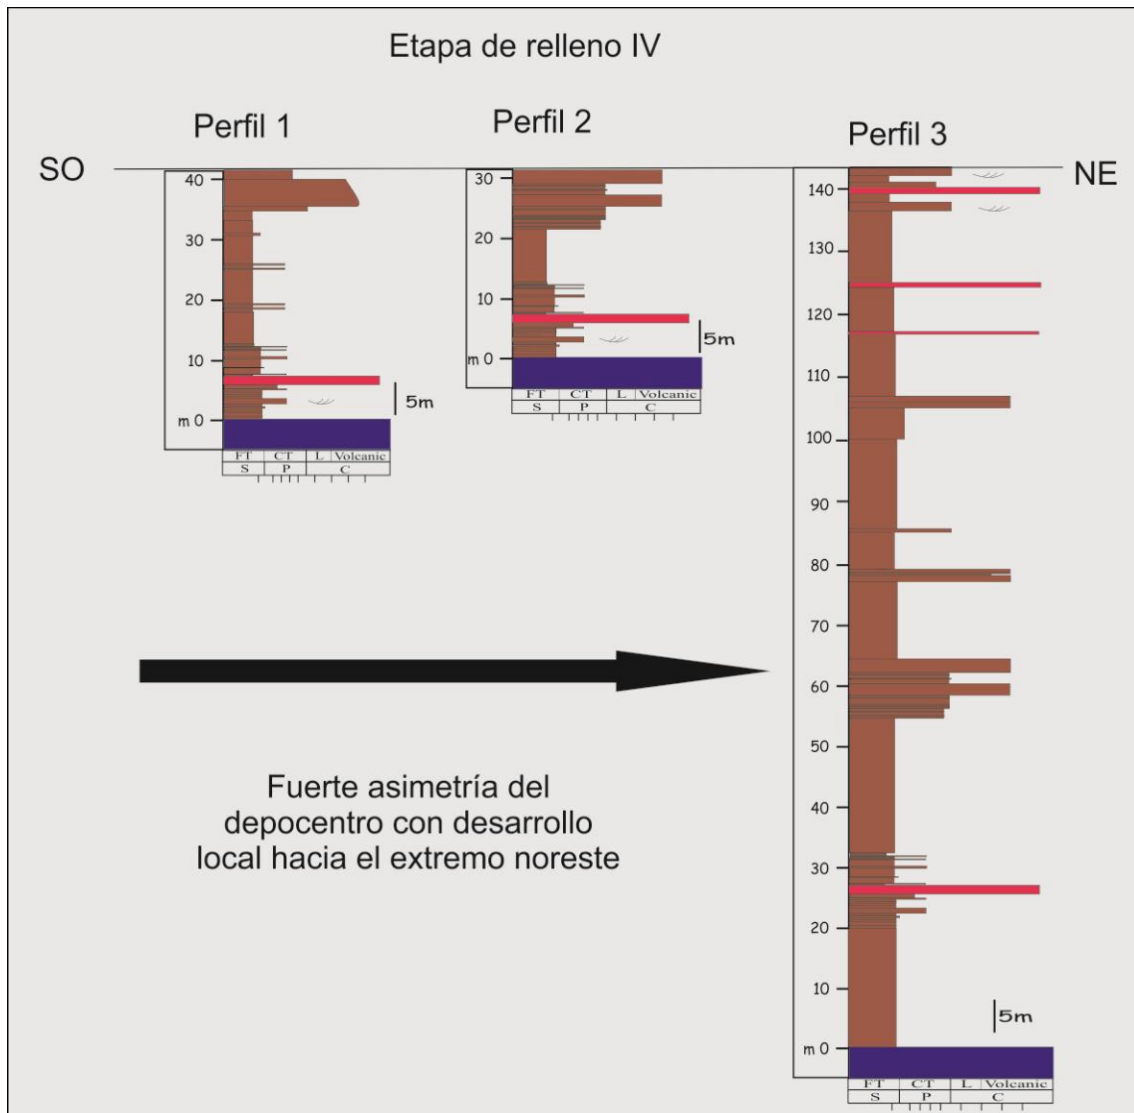 Etapa de relleno IV
Perfil 1
Perfil 2
Perfil 3
SO
NE
40
30
20
10
m 0
5m
FT CT L Volcanic
S P C
30
20
10
m 0
5m
FT CT L Volcanic
S P C
140
130
120
110
100
90
80
70
60
50
40
30
20
10
m 0
5m
FT CT L Volcanic
S P C
Fuerte asimetría del
depocentro con desarrollo
local hacia el extremo noreste